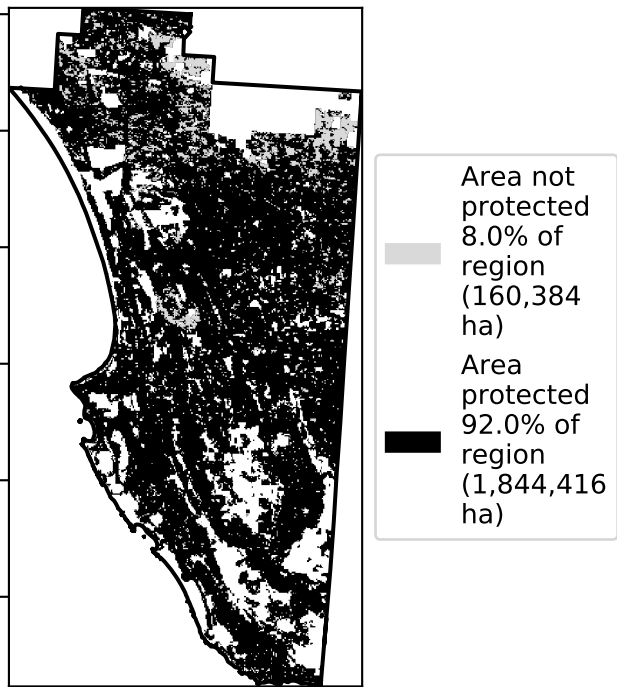 Area not
protected
8.0% of
region
(160,384
ha)
Area
protected
92.0% of
region
(1,844,416
ha)